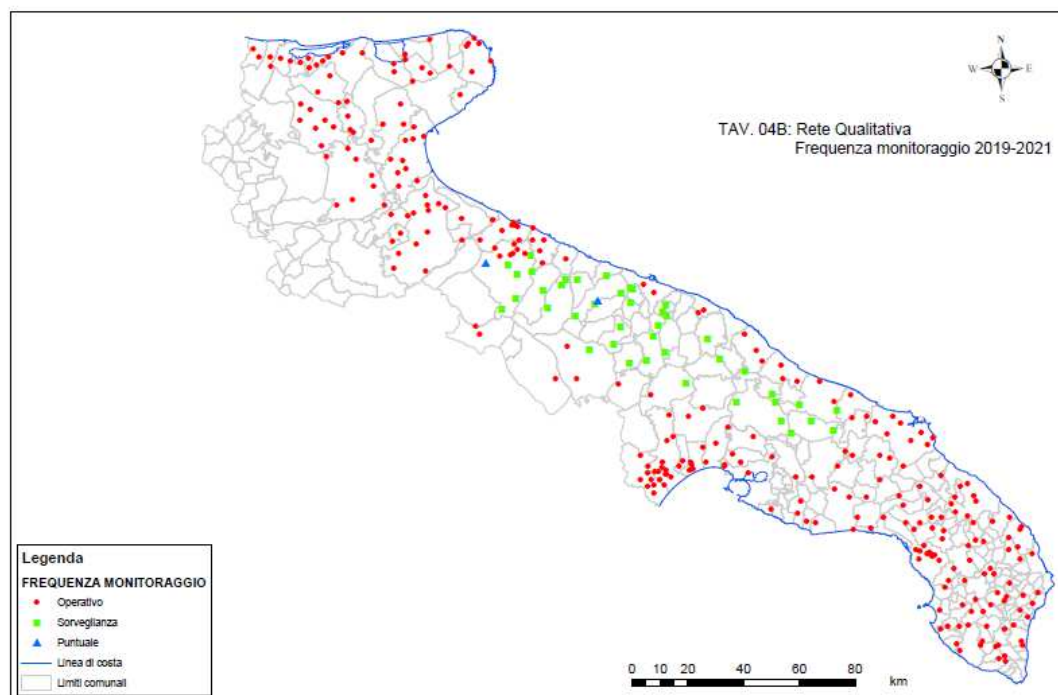 N
W E
S
TAV. 04B: Rete Qualitativa
Frequenza monitoraggio 2019-2021
Legenda
FREQUENZA MONITORAGGIO
Operativo
Sorveglianza
Puntuale
Linea di costa
Limiti comunali
0 10 20 40 60 80
km